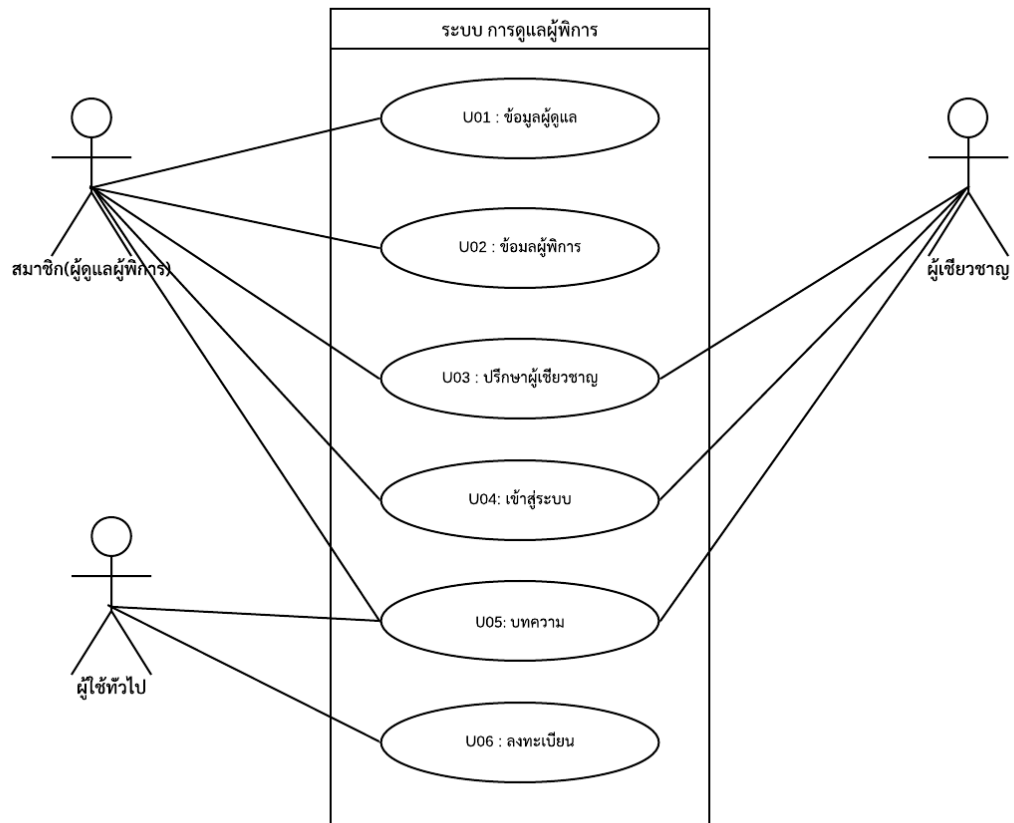 ระบบ การดูแลผู้พิการ
U01 : ข้อมูลผู้ดูแล
U02 : ข้อมลผู้พิการ
สมาชิก(ผู้ดูแลผู้พิการ)
ผู้เชียวชาญ
U03 : ปรึกษาผู้เชียวชาญ
U04: เข้าสู่ระบบ
U05: บทความ
ผู้ใช้ทัวไป
U06 : ลงทะเบียน